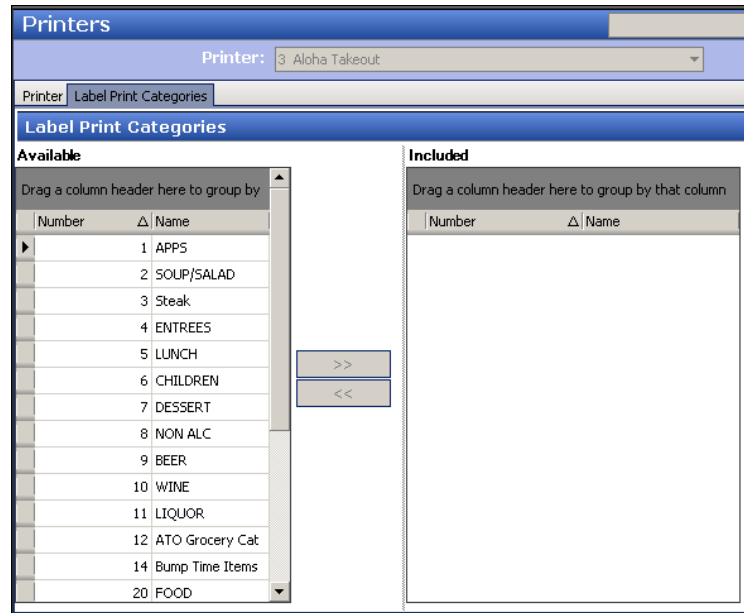 Printers
Printer: 3 Aloha Takeout
Printer Label Print Categories
Label Print Categories
Available
Drag a column header here to group by
Number Name
1 APPS
2 SOUP/SALAD
3 Steak
4 ENTREES
5 LUNCH
6 CHILDREN
7 DESSERT
8 NON ALC
9 BEER
10 WINE
11 LIQUOR
12 ATO Grocery Cat
14 Bump Time Items
20 FOOD
>>
<<
Included
Drag a column header here to group by that column
Number Name